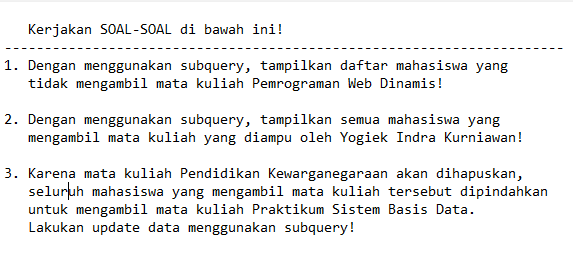 Kerjakan SOAL-SOAL di bawah ini!
----------------------------------------------------------------------
1. Dengan menggunakan subquery, tampilkan daftar mahasiswa yang
tidak mengambil mata kuliah Pemrograman Web Dinamis!
2. Dengan menggunakan subquery, tampilkan semua mahasiswa yang
mengambil mata kuliah yang diampu oleh Yogiek Indra Kurniawan!
3. Karena mata kuliah Pendidikan Kewarganegaraan akan dihapuskan,
seluruh mahasiswa yang mengambil mata kuliah tersebut dipindahkan
untuk mengambil mata kuliah Praktikum Sistem Basis Data.
Lakukan update data menggunakan subquery!